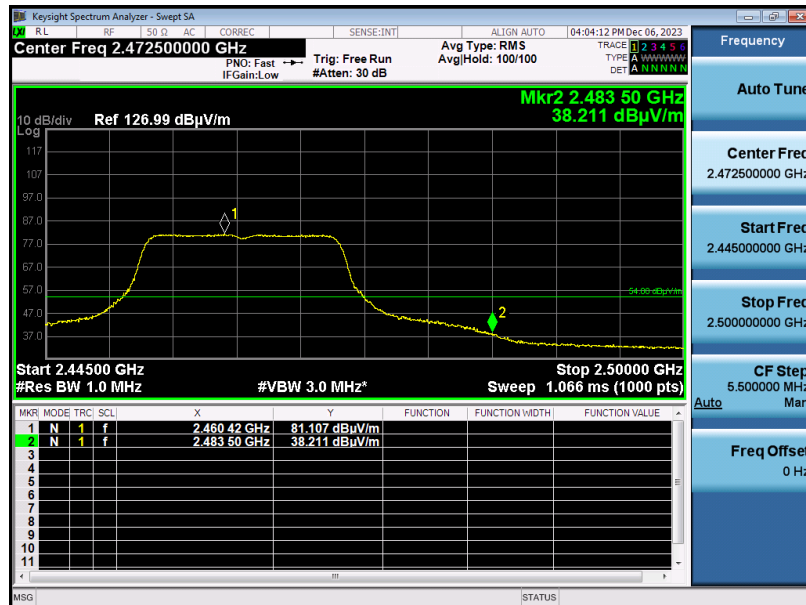 Keysight Spectrum Analyzer - Swept SA
LXI RL RF 50 Ω AC CORREC SENSE:INT ALIGN AUTO 04:04:12 PM Dec 06, 2023
Center Freq 2.472500000 GHz
PNO: Fast
IFGain:Low
Trig: Free Run
#Atten: 30 dB
Avg Type: RMS
Avg|Hold: 100/100
TRACE 1 2 3 4 5 6
TYPE A WWWWW
DET A N N N N N
Mkr2 2.483 50 GHz
38.211 dBµV/m
10 dB/div Ref 126.99 dBµV/m
Log
117
107
97.0
87.0
77.0
67.0
57.0
47.0
37.0
1
54.00 dBµV/m
2
Start 2.44500 GHz Stop 2.50000 GHz
#Res BW 1.0 MHz #VBW 3.0 MHz* Sweep 1.066 ms (1000 pts)
MKR MODE TRC SCL X Y FUNCTION FUNCTION WIDTH FUNCTION VALUE
1 N 1 f 2.460 42 GHz 81.107 dBµV/m
2 N 1 f 2.483 50 GHz 38.211 dBµV/m
3
4
5
6
7
8
9
10
11
MSG STATUS
Frequency
Auto Tune
Center Freq
2.472500000 GHz
Start Freq
2.445000000 GHz
Stop Freq
2.500000000 GHz
CF Step
5.500000 MHz
Auto Man
Freq Offset
0 Hz